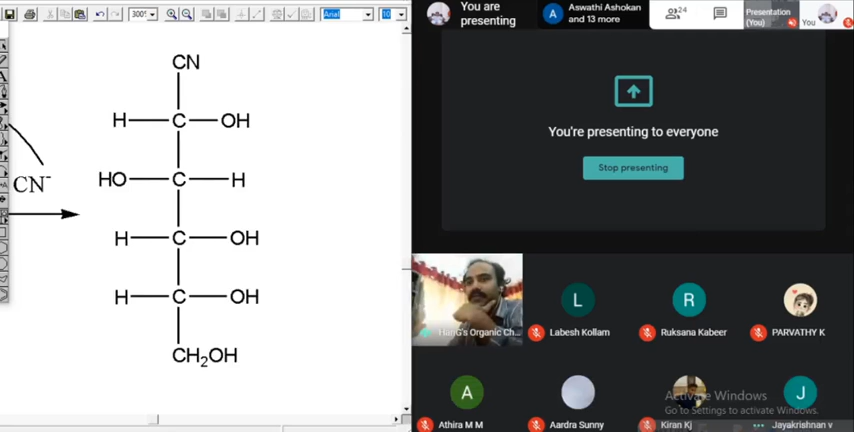 300%
Arial
10
CN
H C OH
HO C H
CN-
H C OH
H C OH
CH2OH
A
You are presenting
Aswathi Ashokan and 13 more
24
Presentation (You)
You
You're presenting to everyone
Stop presenting
L
R
Labesh Kollam
Ruksana Kabeer
PARVATHY K
A
J
Activate Windows
Go to Settings to activate Windows.
Athira M M
Aardra Sunny
Kiran Kj
Jayakrishnan v